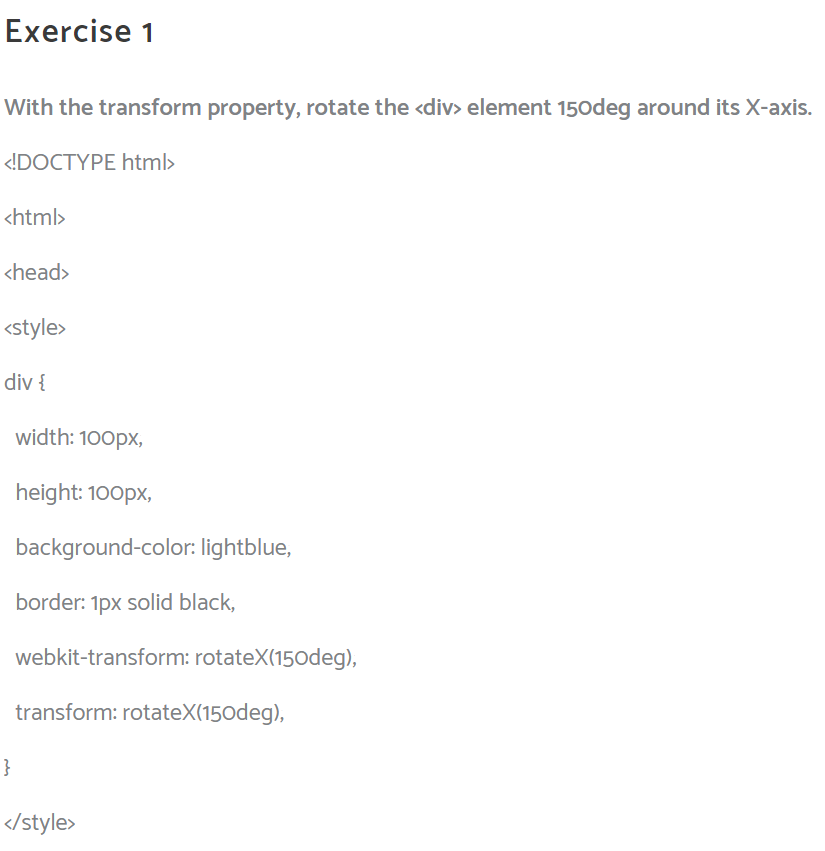 Exercise 1
With the transform property, rotate the <div> element 150deg around its X-axis.
<!DOCTYPE html>
<html>
<head>
<style>
div {
width: 100px,
height: 100px,
background-color: lightblue,
border: 1px solid black,
webkit-transform: rotateX(150deg),
transform: rotateX(150deg),
}
</style>